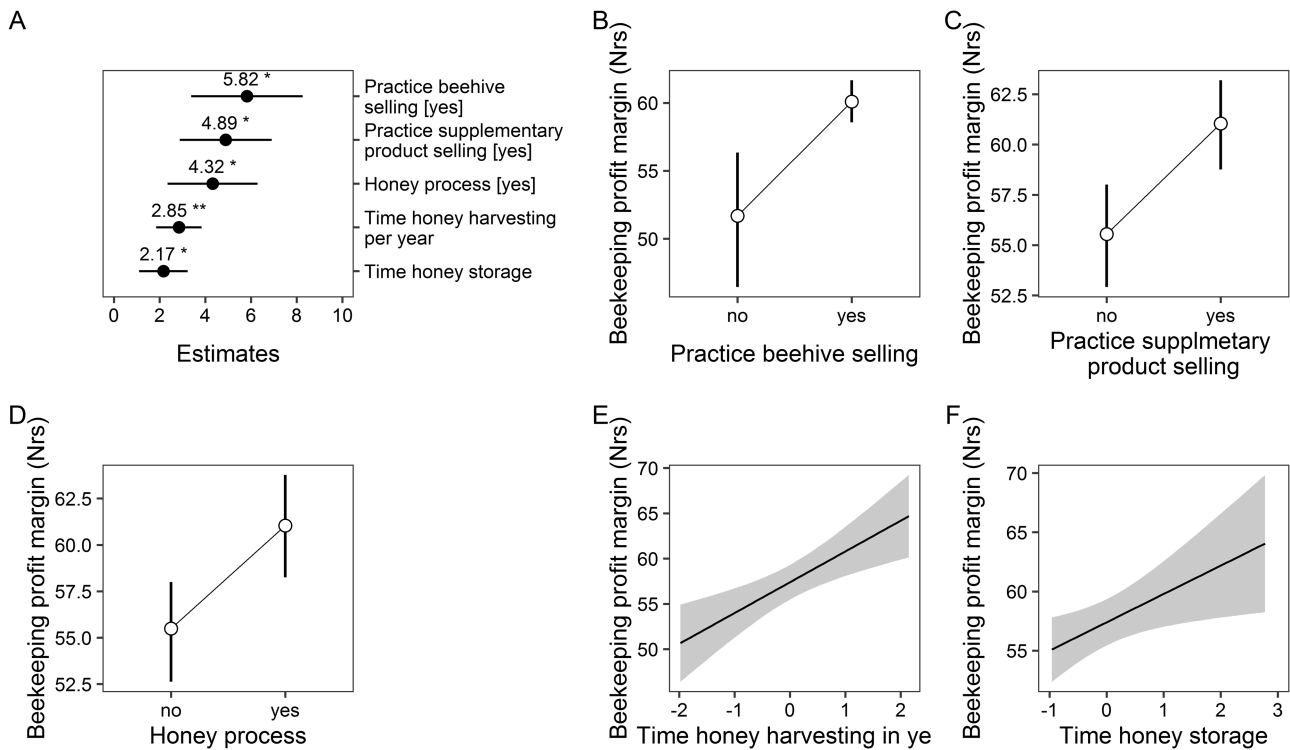 A
5.82 *
4.89 *
4.32 *
2.85 **
2.17 *
Practice beehive
selling [yes]
Practice supplementary
product selling [yes]
Honey process [yes]
Time honey harvesting
per year
Time honey storage
0 2 4 6 8 10
Estimates
B
Beekeeping profit margin (Nrs)
60
55
50
no yes
Practice beehive selling
C
Beekeeping profit margin (Nrs)
62.5
60.0
57.5
55.0
52.5
no yes
Practice supplmetary
product selling
D
Beekeeping profit margin (Nrs)
62.5
60.0
57.5
55.0
52.5
no yes
Honey process
E
Beekeeping profit margin (Nrs)
70
65
60
55
50
-2 -1 0 1 2
Time honey harvesting in ye
F
Beekeeping profit margin (Nrs)
70
65
60
55
-1 0 1 2 3
Time honey storage